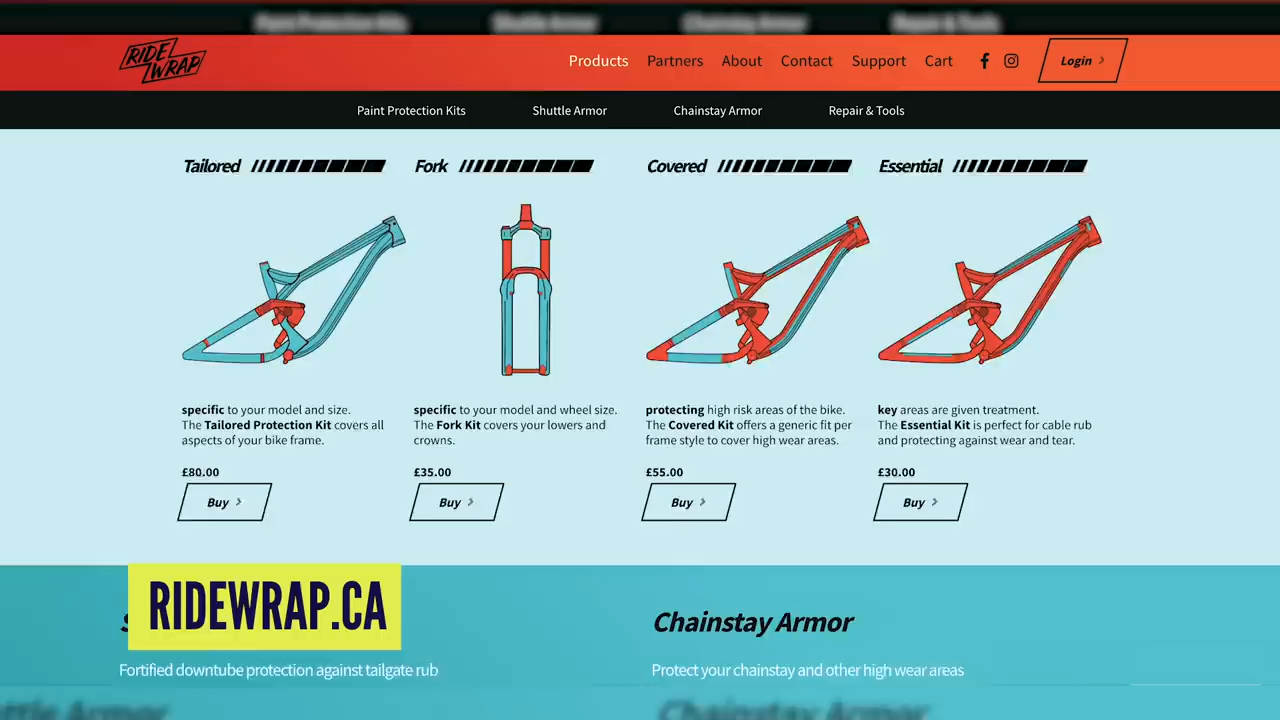 Paint Protection Kits Shuttle Armor Chainstay Armor Repair & Tools
RIDE WRAP
Products Partners About Contact Support Cart Login
Paint Protection Kits Shuttle Armor Chainstay Armor Repair & Tools
Tailored
specific to your model and size.
The Tailored Protection Kit covers all
aspects of your bike frame.
£80.00
Buy
Fork
specific to your model and wheel size.
The Fork Kit covers your lowers and
crowns.
£35.00
Buy
Covered
protecting high risk areas of the bike.
The Covered Kit offers a generic fit per
frame style to cover high wear areas.
£55.00
Buy
Essential
key areas are given treatment.
The Essential Kit is perfect for cable rub
and protecting against wear and tear.
£30.00
Buy
RIDEWRAP.CA
Fortified downtube protection against tailgate rub
Chainstay Armor
Protect your chainstay and other high wear areas
Chainstay Armor